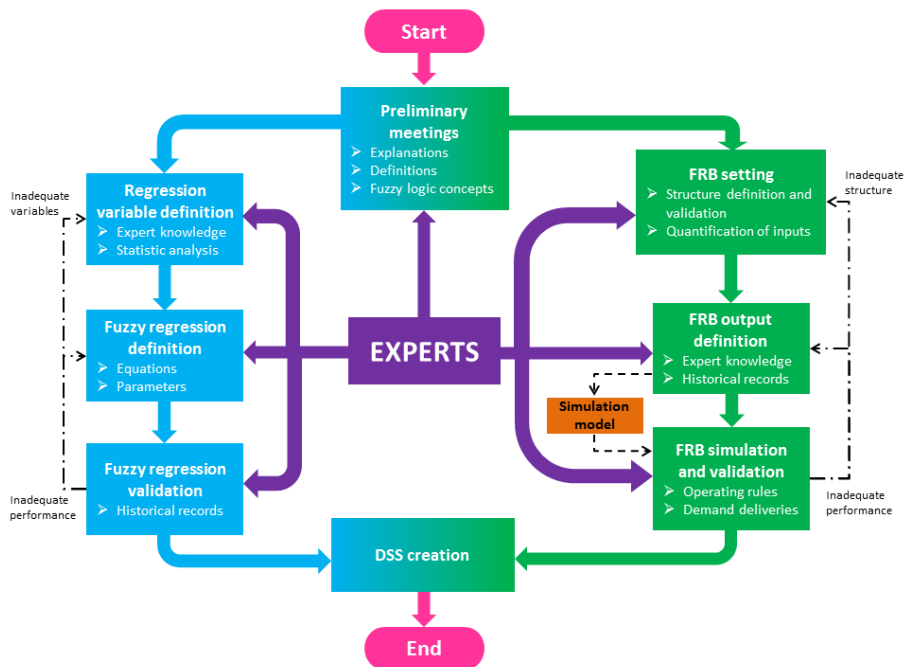 Start
Preliminary
meetings
➢ Explanations
➢ Definitions
➢ Fuzzy logic concepts
Inadequate
variables
Regression
variable definition
➢ Expert knowledge
➢ Statistic analysis
FRB setting
➢ Structure definition and
validation
➢ Quantification of inputs
Inadequate
structure
Fuzzy regression
definition
➢ Equations
➢ Parameters
EXPERTS
FRB output
definition
➢ Expert knowledge
➢ Historical records
Simulation
model
Fuzzy regression
validation
➢ Historical records
Inadequate
performance
FRB simulation
and validation
➢ Operating rules
➢ Demand deliveries
Inadequate
performance
DSS creation
End